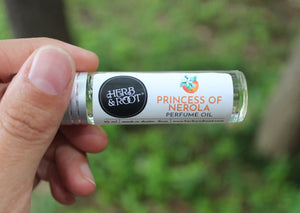 HERB
& ROOT
PRINCESS OF
NEROLA
PERFUME OIL